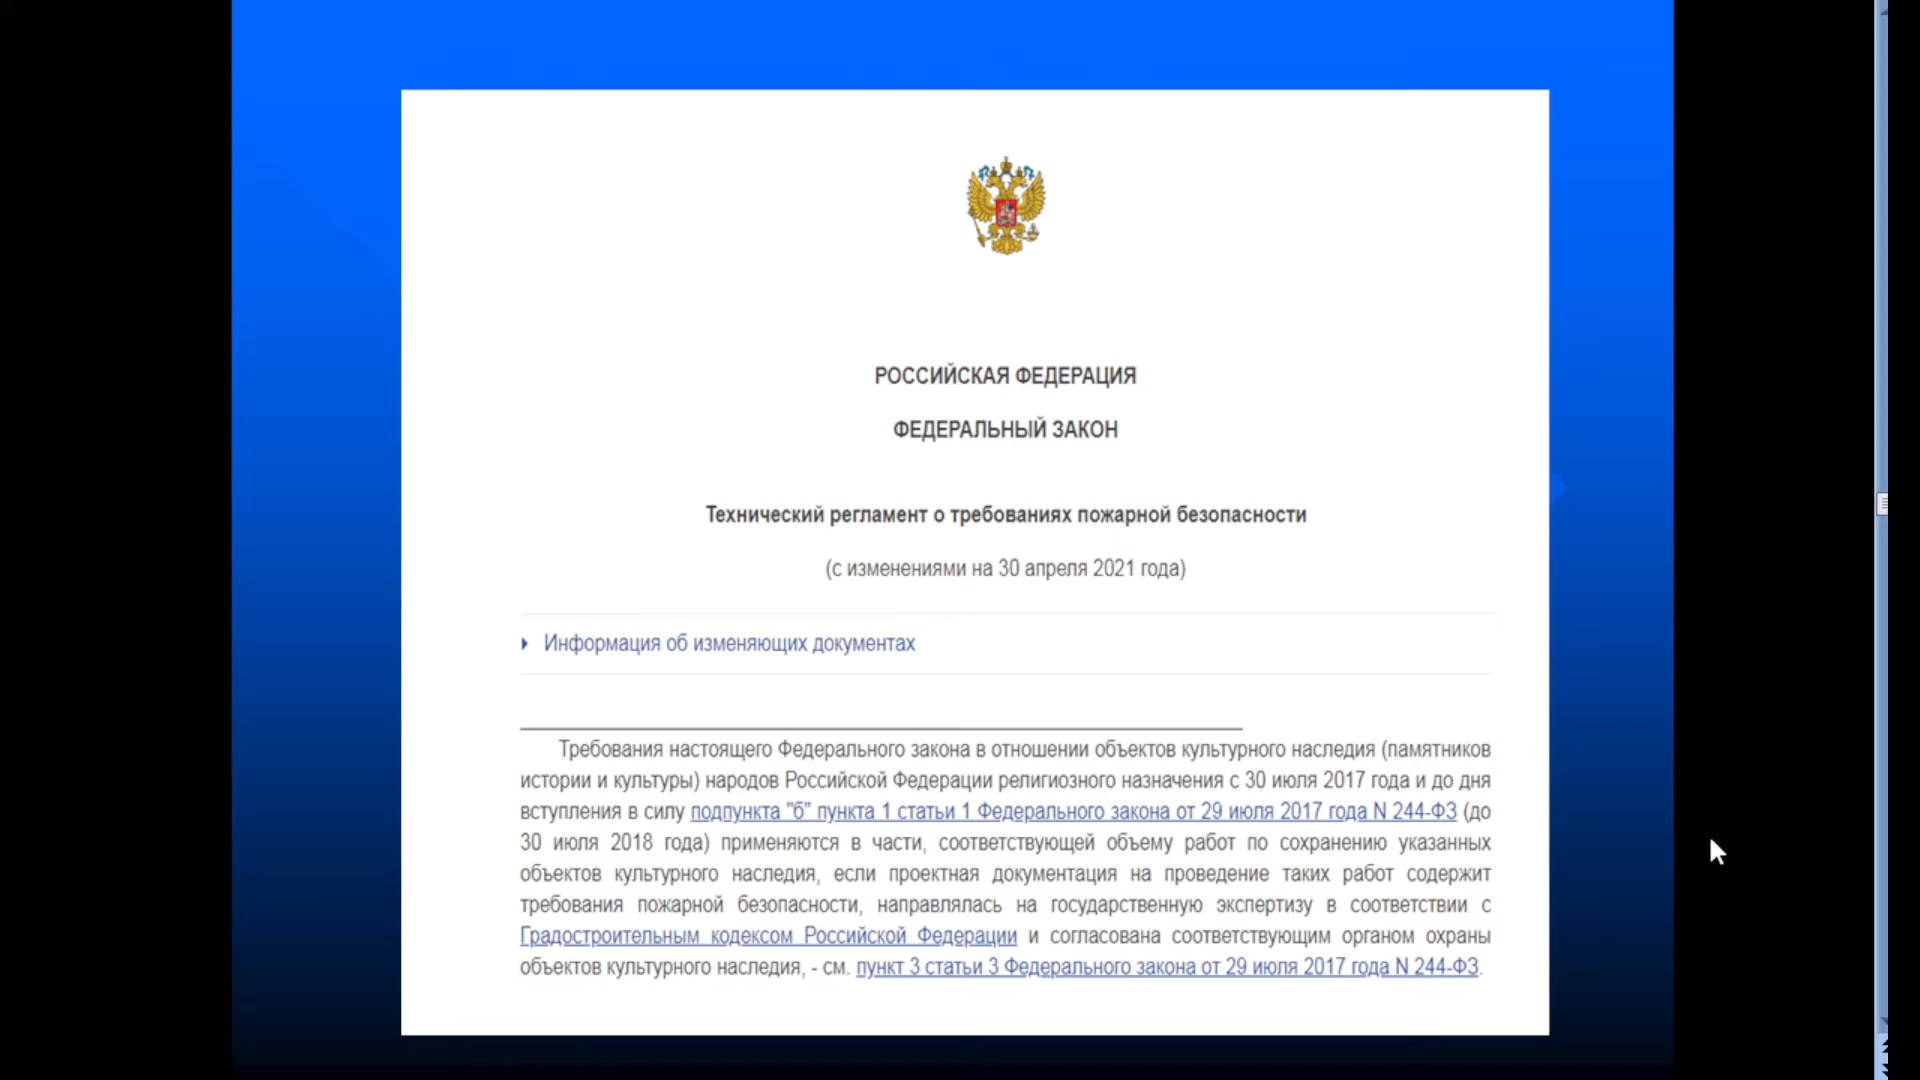 РОССИЙСКАЯ ФЕДЕРАЦИЯ
ФЕДЕРАЛЬНЫЙ ЗАКОН
Технический регламент о требованиях пожарной безопасности
(с изменениями на 30 апреля 2021 года)
Информация об изменяющих документах
Требования настоящего Федерального закона в отношении объектов культурного наследия (памятников
истории и культуры) народов Российской Федерации религиозного назначения с 30 июля 2017 года и до дня
вступления в силу подпункта "б" пункта 1 статьи 1 Федерального закона от 29 июля 2017 года N 244-ФЗ (до
30 июля 2018 года) применяются в части, соответствующей объему работ по сохранению указанных
объектов культурного наследия, если проектная документация на проведение таких работ содержит
требования пожарной безопасности, направлялась на государственную экспертизу в соответствии с
Градостроительным кодексом Российской Федерации и согласована соответствующим органом охраны
объектов культурного наследия, - см. пункт 3 статьи 3 Федерального закона от 29 июля 2017 года N 244-ФЗ.